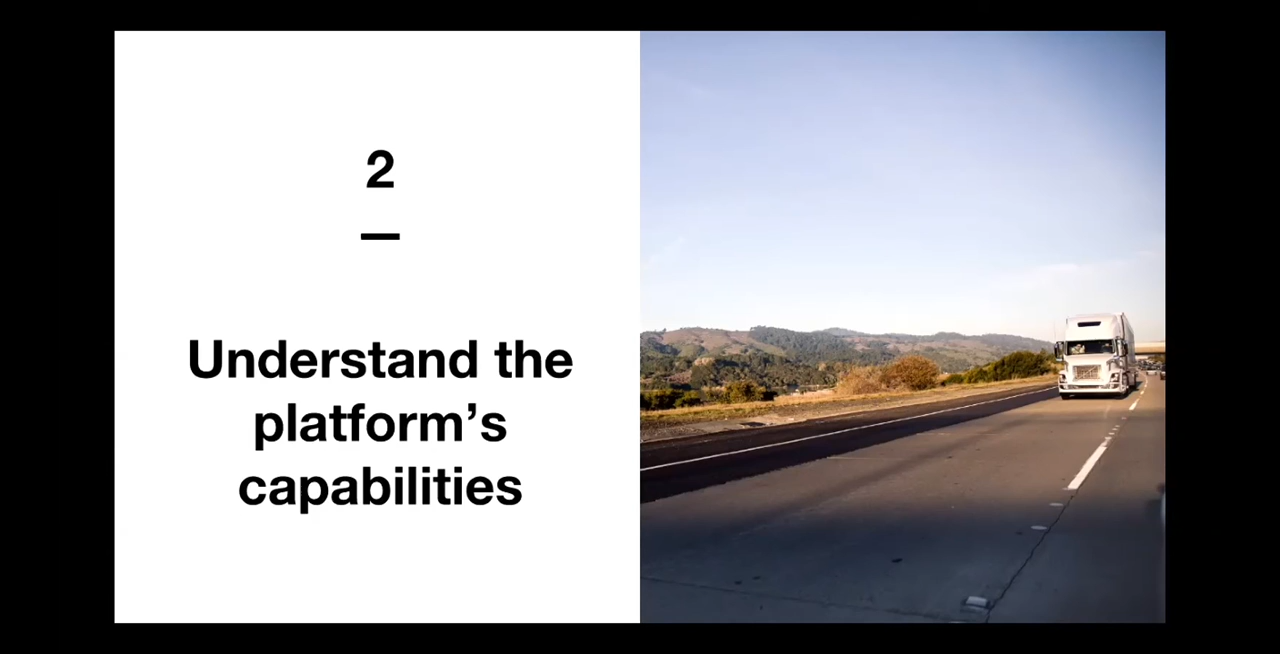 2
Understand the
platform’s
capabilities